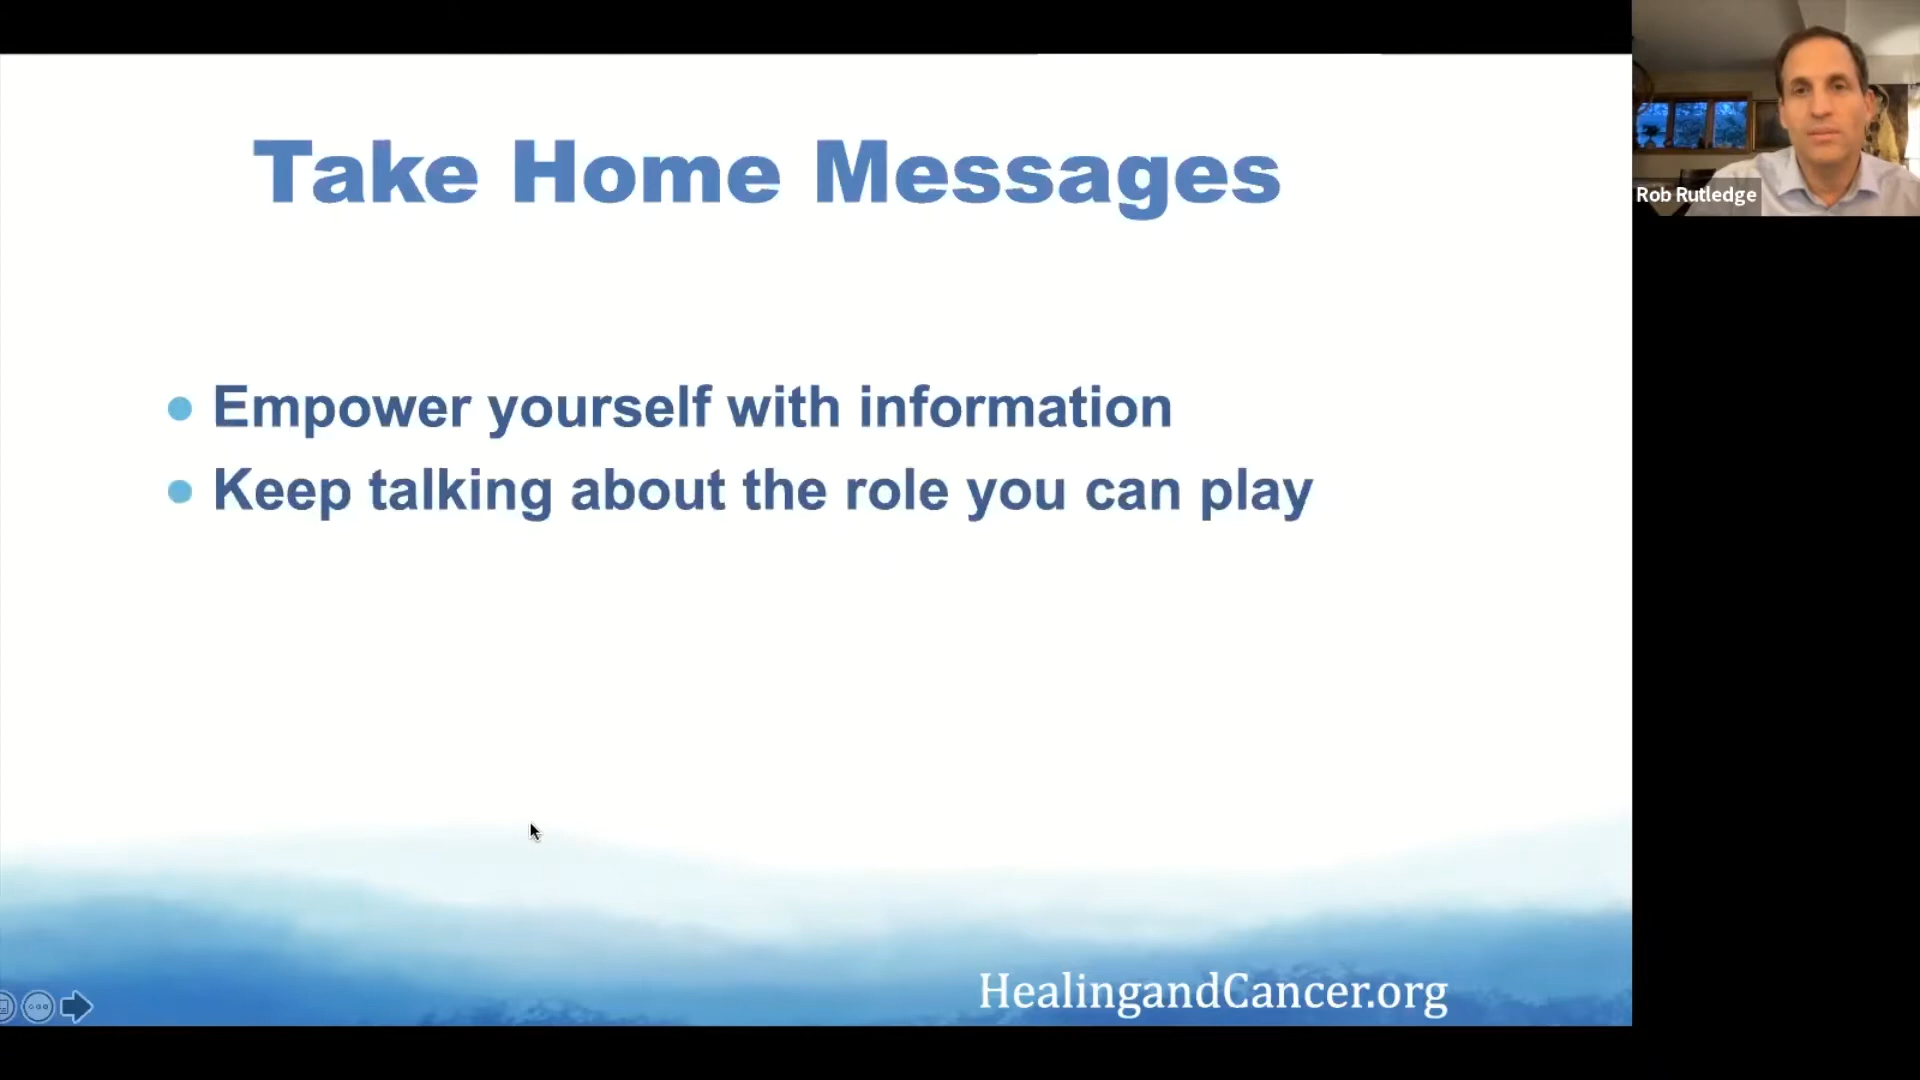 Take Home Messages
Rob Rutledge
• Empower yourself with information
• Keep talking about the role you can play
HealingandCancer.org